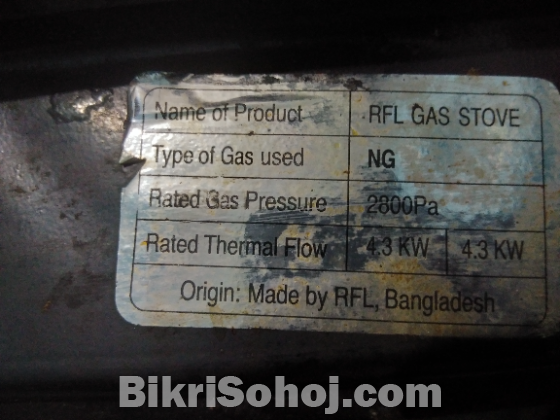 Name of Product RFL GAS STOVE
Type of Gas used NG
Rated Gas Pressure 2800Pa
Rated Thermal Flow 4.3 KW 4.3 KW
Origin: Made by RFL, Bangladesh
BikriSohoj.com